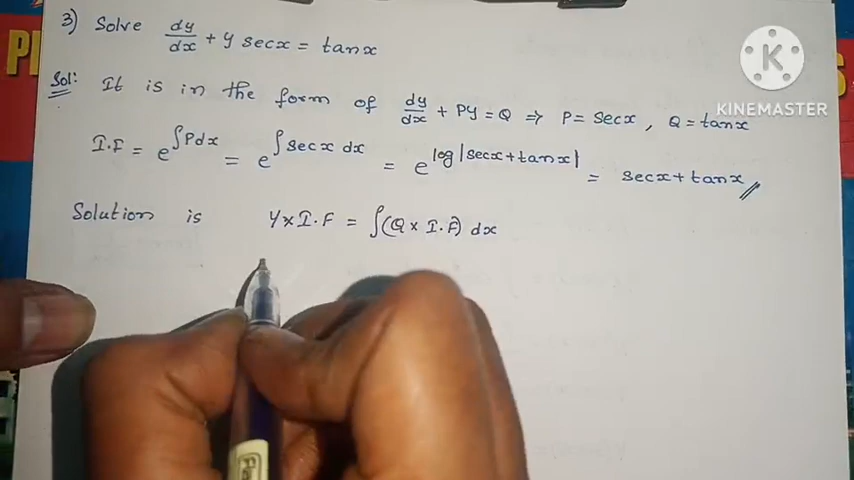 3) Solve dy/dx + y secx = tanx
Sol: It is in the form of dy/dx + Py = Q ⇒ P = secx, Q = tanx
I.F = e^∫Pdx = e^∫secx dx = e^log|secx+tanx| = secx + tanx //
Solution is y × I.F = ∫(Q × I.F) dx
K
KINEMASTER